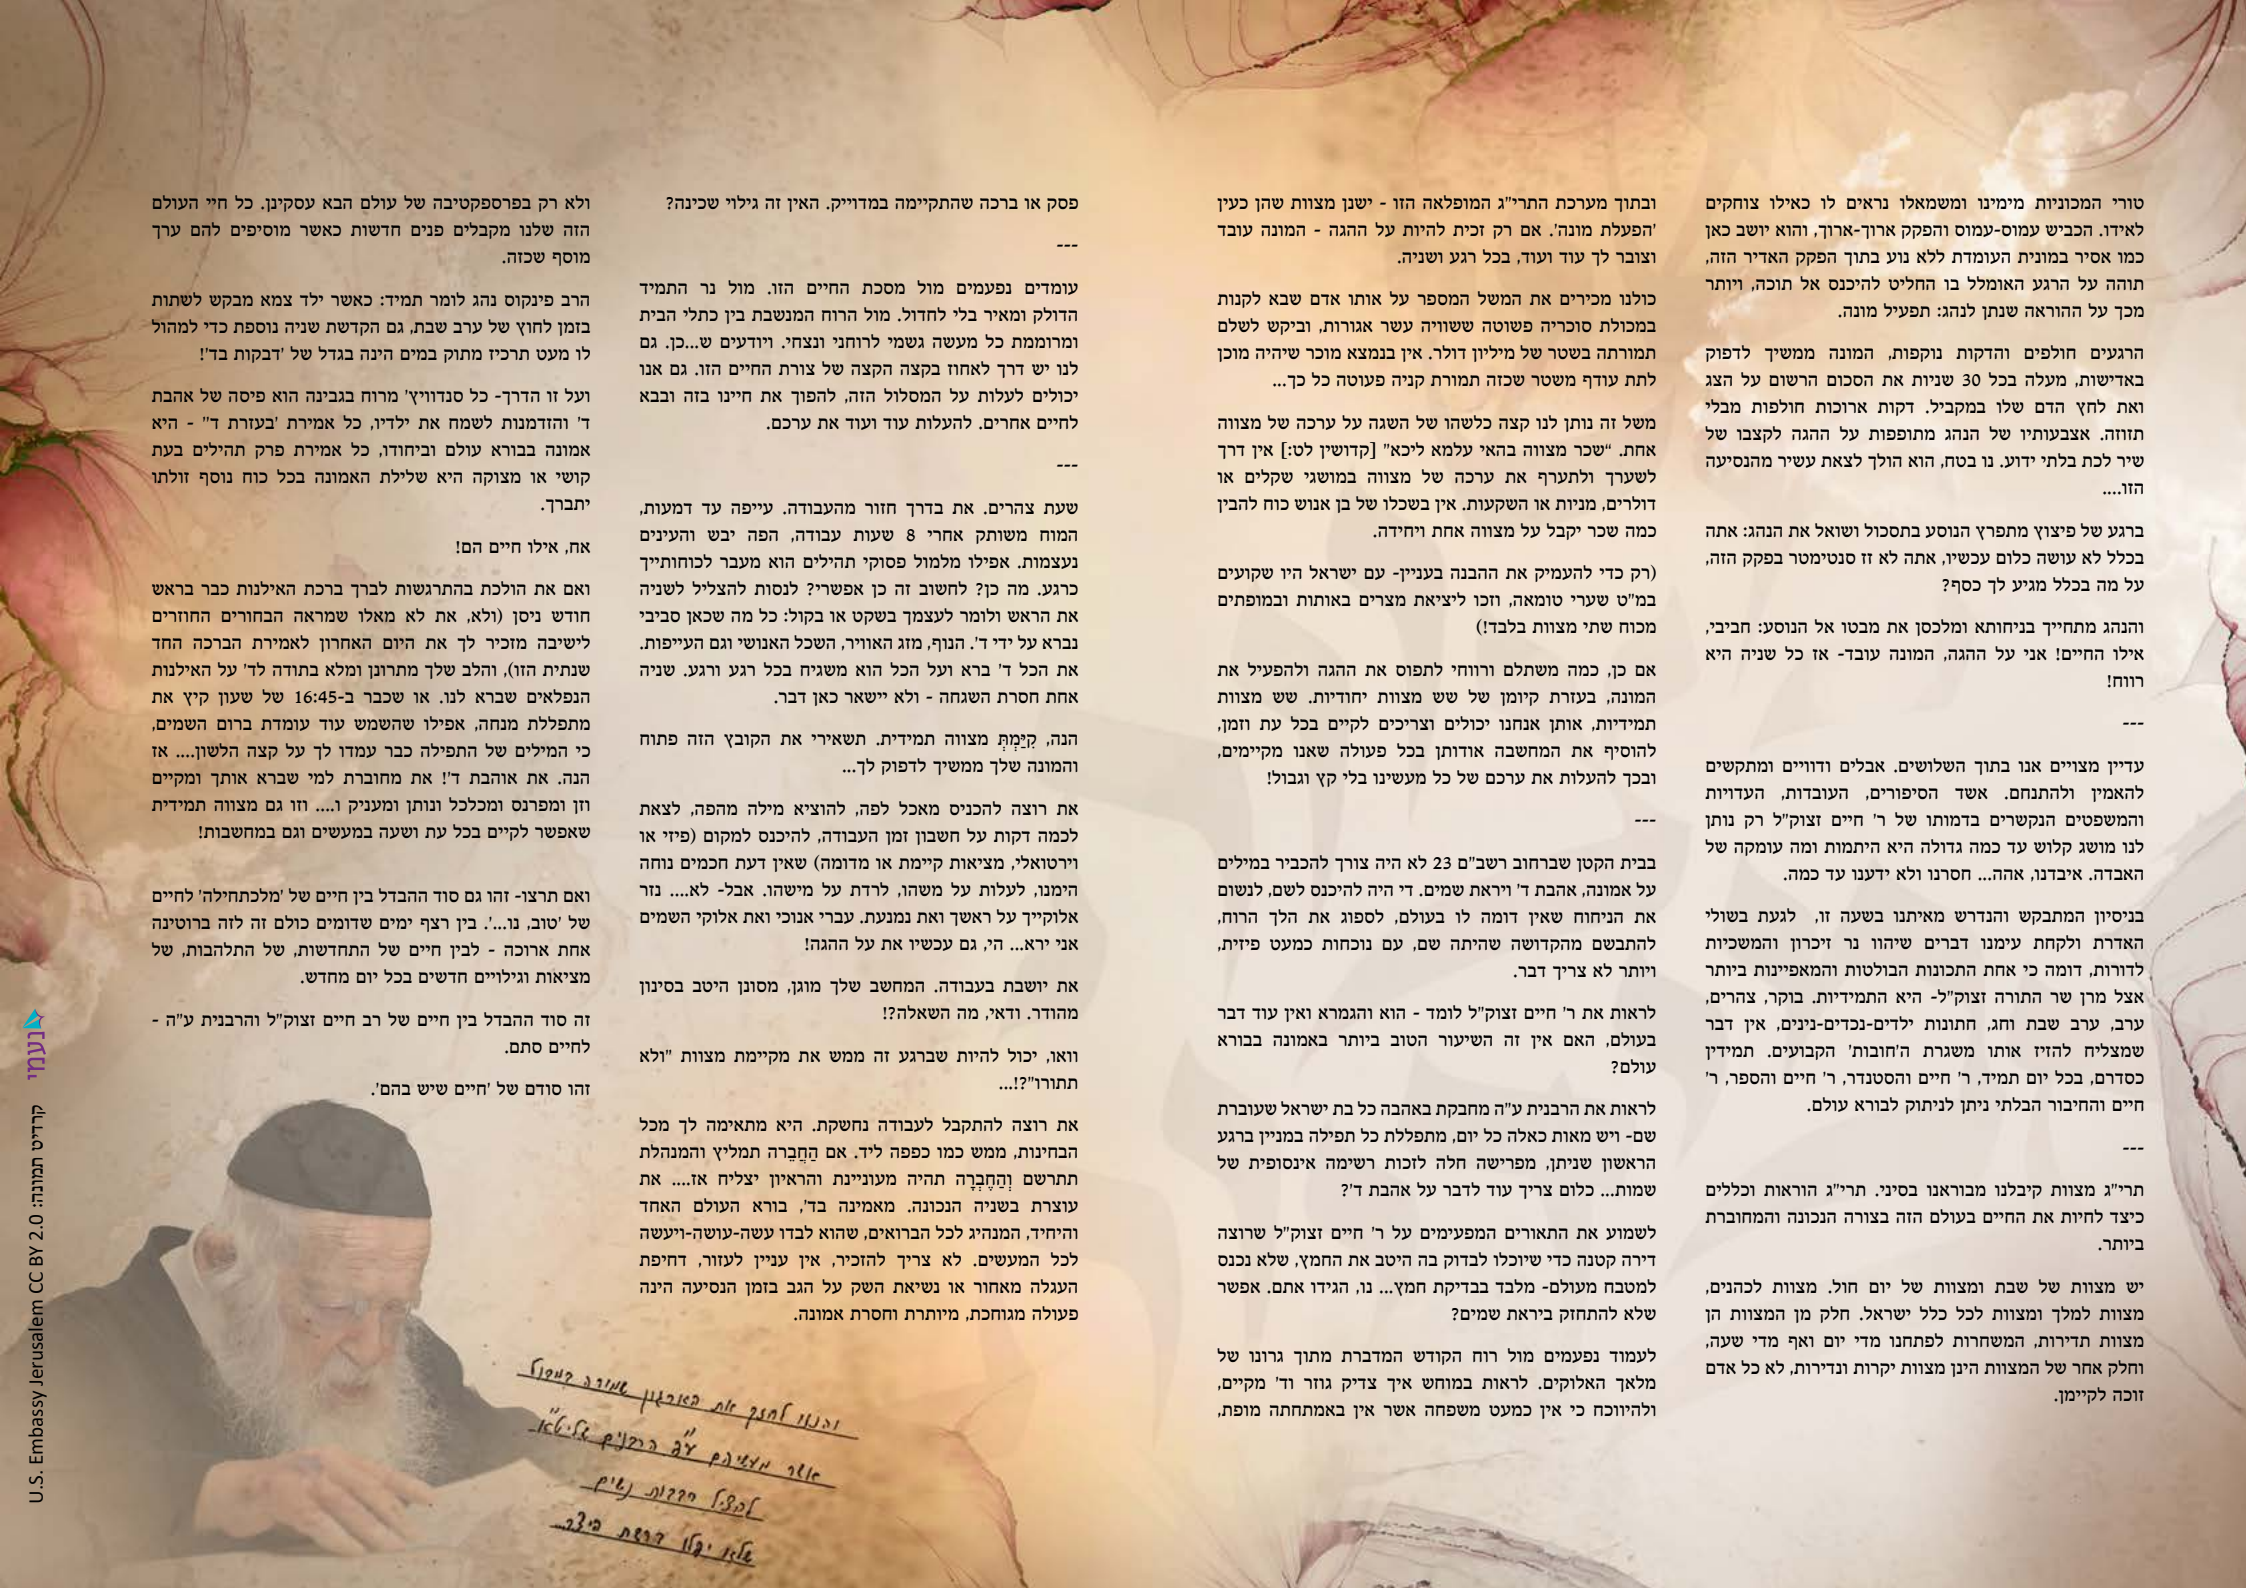 טורי המכוניות מימינו ומשמאלו נראים לו כאילו צוחקים
לאידו. הכביש עמוס-עמוס והפקק ארוך-ארוך, והוא יושב כאן
כמו אסיר במונית העומדת ללא נוע בתוך הפקק האדיר הזה,
תוהה על הרגע האומלל בו החליט להיכנס אל תוכה, ויותר
מכך על ההוראה שנתן לנהג: תפעיל מונה.
הרגעים חולפים והדקות נוקפות, המונה ממשיך לדפוק
באדישות, מעלה בכל 30 שניות את הסכום הרשום על הצג
ואת לחץ הדם שלו במקביל. דקות ארוכות חולפות מבלי
תזוזה. אצבעותיו של הנהג מתופפות על ההגה לקצבו של
שיר לכת בלתי ידוע. נו בטח, הוא הולך לצאת עשיר מהנסיעה
הזו....
ברגע של פיצוץ מתפרץ הנוסע בתסכול ושואל את הנהג: אתה
בכלל לא עושה כלום עכשיו, אתה לא זז סנטימטר בפקק הזה,
על מה בכלל מגיע לך כסף?
והנהג מתחייך בניחותא ומלכסן את מבטו אל הנוסע: חביבי,
אילו החיים! אני על ההגה, המונה עובד- אז כל שניה היא
רווח!
---
עדיין מצויים אנו בתוך השלושים. אבלים ודוויים ומתקשים
להאמין ולהתנחם. אשד הסיפורים, העובדות, העדויות
והמשפטים הנקשרים בדמותו של ר' חיים זצוק"ל רק נותן
לנו מושג קלוש עד כמה גדולה היא היתמות ומה עומקה של
האבדה. איבדנו, אהה... חסרנו ולא ידענו עד כמה.
בניסיון המתבקש והנדרש מאיתנו בשעה זו,  לגעת בשולי
האדרת ולקחת עימנו דברים שיהוו נר זיכרון והמשכיות
לדורות, דומה כי אחת התכונות הבולטות והמאפיינות ביותר
אצל מרן שר התורה זצוק"ל- היא התמידיות. בוקר, צהרים,
ערב, ערב שבת וחג, חתונות ילדים-נכדים-נינים, אין דבר
שמצליח להזיז אותו משגרת ה'חובות' הקבועים. תמידין
כסדרם, בכל יום תמיד, ר' חיים והסטנדר, ר' חיים והספר, ר'
חיים והחיבור הבלתי ניתן לניתוק לבורא עולם.
---
תרי"ג מצוות קיבלנו מבוראנו בסיני. תרי"ג הוראות וכללים
כיצד לחיות את החיים בעולם הזה בצורה הנכונה והמחוברת
ביותר.
יש מצוות של שבת ומצוות של יום חול. מצוות לכהנים,
מצוות למלך ומצוות לכל כלל ישראל. חלק מן המצוות הן
מצוות תדירות, המשחרות לפתחנו מדי יום ואף מדי שעה,
וחלק אחר של המצוות הינן מצוות יקרות ונדירות, לא כל אדם
זוכה לקיימן.
ובתוך מערכת התרי"ג המופלאה הזו - ישנן מצוות שהן כעין
'הפעלת מונה'. אם רק זכית להיות על ההגה - המונה עובד
וצובר לך עוד ועוד, בכל רגע ושניה.
כולנו מכירים את המשל המספר על אותו אדם שבא לקנות
במכולת סוכריה פשוטה ששוויה עשר אגורות, וביקש לשלם
תמורתה בשטר של מיליון דולר. אין בנמצא מוכר שיהיה מוכן
לתת עודף משטר שכזה תמורת קניה פעוטה כל כך...
משל זה נותן לנו קצה כלשהו של השגה על ערכה של מצווה
אחת. "שכר מצווה בהאי עלמא ליכא" [קדושין לט:] אין דרך
לשערך ולתערף את ערכה של מצווה במושגי שקלים או
דולרים, מניות או השקעות. אין בשכלו של בן אנוש כוח להבין
כמה שכר יקבל על מצווה אחת ויחידה.
(רק כדי להעמיק את ההבנה בעניין- עם ישראל היו שקועים
במ"ט שערי טומאה, וזכו ליציאת מצרים באותות ובמופתים
מכוח שתי מצוות בלבד!)
אם כן, כמה משתלם ורווחי לתפוס את ההגה ולהפעיל את
המונה, בעזרת קיומן של שש מצוות יחודיות. שש מצוות
תמידיות, אותן אנחנו יכולים וצריכים לקיים בכל עת וזמן,
להוסיף את המחשבה אודותן בכל פעולה שאנו מקיימים,
ובכך להעלות את ערכם של כל מעשינו בלי קץ וגבול!
---
בבית הקטן שברחוב רשב"ם 23 לא היה צורך להכביר במילים
על אמונה, אהבת ד' ויראת שמים. די היה להיכנס לשם, לנשום
את הניחוח שאין דומה לו בעולם, לספוג את הלך הרוח,
להתבשם מהקדושה שהיתה שם, עם נוכחות כמעט פיזית,
ויותר לא צריך דבר.
לראות את ר' חיים זצוק"ל לומד - הוא והגמרא ואין עוד דבר
בעולם, האם אין זה השיעור הטוב ביותר באמונה בבורא
עולם?
לראות את הרבנית ע"ה מחבקת באהבה כל בת ישראל שעוברת
שם- ויש מאות כאלה כל יום, מתפללת כל תפילה במניין ברגע
הראשון שניתן, מפרישה חלה לזכות רשימה אינסופית של
שמות... כלום צריך עוד לדבר על אהבת ד'?
לשמוע את התאורים המפעימים על ר' חיים זצוק"ל שרוצה
דירה קטנה כדי שיוכלו לבדוק בה היטב את החמץ, שלא נכנס
למטבח מעולם- מלבד בבדיקת חמץ... נו, הגידו אתם. אפשר
שלא להתחזק ביראת שמים?
לעמוד נפעמים מול רוח הקודש המדברת מתוך גרונו של
מלאך האלוקים. לראות במוחש איך צדיק גוזר וד' מקיים,
ולהיווכח כי אין כמעט משפחה אשר אין באמתחתה מופת,
פסק או ברכה שהתקיימה במדוייק. האין זה גילוי שכינה?
---
עומדים נפעמים מול מסכת החיים הזו. מול נר התמיד
הדולק ומאיר בלי לחדול. מול הרוח המנשבת בין כתלי הבית
ומרוממת כל מעשה גשמי לרוחני ונצחי. ויודעים ש...כן. גם
לנו יש דרך לאחוז בקצה הקצה של צורת החיים הזו. גם אנו
יכולים לעלות על המסלול הזה, להפוך את חיינו בזה ובבא
לחיים אחרים. להעלות עוד ועוד את ערכם.
---
שעת צהרים. את בדרך חזור מהעבודה. עייפה עד דמעות,
המוח משותק אחרי 8 שעות עבודה, הפה יבש והעינים
נעצמות. אפילו מלמול פסוקי תהילים הוא מעבר לכוחותייך
כרגע. מה כן? לחשוב זה כן אפשרי? לנסות להצליל לשניה
את הראש ולומר לעצמך בשקט או בקול: כל מה שכאן סביבי
נברא על ידי ד'. הנוף, מזג האוויר, השכל האנושי וגם העייפות.
את הכל ד' ברא ועל הכל הוא משגיח בכל רגע ורגע. שניה
אחת חסרת השגחה - ולא יישאר כאן דבר.
הנה, קִיַּמְתְּ מצווה תמידית. תשאירי את הקובץ הזה פתוח
והמונה שלך ממשיך לדפוק לך...
את רוצה להכניס מאכל לפה, להוציא מילה מהפה, לצאת
לכמה דקות על חשבון זמן העבודה, להיכנס למקום (פיזי או
וירטואלי, מציאות קיימת או מדומה) שאין דעת חכמים נוחה
הימנו, לעלות על משהו, לרדת על מישהו. אבל- לא.... נזר
אלוקייך על ראשך ואת נמנעת. עברי אנוכי ואת אלוקי השמים
אני ירא... הי, גם עכשיו את על ההגה!
את יושבת בעבודה. המחשב שלך מוגן, מסונן היטב בסינון
מהודר. ודאי, מה השאלה?!
וואו, יכול להיות שברגע זה ממש את מקיימת מצוות "ולא
תתורו"?!...
את רוצה להתקבל לעבודה נחשקת. היא מתאימה לך מכל
הבחינות, ממש כמו כפפה ליד. אם הַחֲבֵרה תמליץ והמנהלת
תתרשם וְהַחֶבְרָה תהיה מעוניינת והראיון יצליח אז.... את
עוצרת בשניה הנכונה. מאמינה בד', בורא העולם האחד
והיחיד, המנהיג לכל הברואים, שהוא לבדו עשה-עושה-ויעשה
לכל המעשים. לא צריך להזכיר, אין עניין לעזור, דחיפת
העגלה מאחור או נשיאת השק על הגב בזמן הנסיעה הינה
פעולה מגוחכת, מיותרת וחסרת אמונה.
ולא רק בפרספקטיבה של עולם הבא עסקינן. כל חיי העולם
הזה שלנו מקבלים פנים חדשות כאשר מוסיפים להם ערך
מוסף שכזה.
הרב פינקוס נהג לומר תמיד: כאשר ילד צמא מבקש לשתות
בזמן לחוץ של ערב שבת, גם הקדשת שניה נוספת כדי למהול
לו מעט תרכיז מתוק במים הינה בגדל של 'דבקות בד'!
ועל זו הדרך- כל סנדוויץ' מרוח בגבינה הוא פיסה של אהבת
ד' והזדמנות לשמח את ילדיו, כל אמירת 'בעזרת ד'' - היא
אמונה בבורא עולם וביחודו, כל אמירת פרק תהילים בעת
קושי או מצוקה היא שלילת האמונה בכל כוח נוסף זולתו
יתברך.
אח, אילו חיים הם!
ואם את הולכת בהתרגשות לברך ברכת האילנות כבר בראש
חודש ניסן (ולא, את לא מאלו שמראה הבחורים החוזרים
לישיבה מזכיר לך את היום האחרון לאמירת הברכה החד
שנתית הזו), והלב שלך מתרונן ומלא בתודה לד' על האילנות
הנפלאים שברא לנו. או שכבר ב-16:45 של שעון קיץ את
מתפללת מנחה, אפילו שהשמש עוד עומדת ברום השמים,
כי המילים של התפילה כבר עמדו לך על קצה הלשון.... אז
הנה. את אוהבת ד'! את מחוברת למי שברא אותך ומקיים
וזן ומפרנס ומכלכל ונותן ומעניק ו.... וזו גם מצווה תמידית
שאפשר לקיים בכל עת ושעה במעשים וגם במחשבות!
ואם תרצו- זהו גם סוד ההבדל בין חיים של 'מלכתחילה' לחיים
של 'טוב, נו...'. בין רצף ימים שדומים כולם זה לזה ברוטינה
אחת ארוכה - לבין חיים של התחדשות, של התלהבות, של
מציאות וגילויים חדשים בכל יום מחדש.
זה סוד ההבדל בין חיים של רב חיים זצוק"ל והרבנית ע"ה -
לחיים סתם.
זהו סודם של 'חיים שיש בהם'.
והננו לחזק את הארגון שמירה במבול
אשר מעשיהם ע"פ הרבנים שליט"א
להציל רבבות נשים
שלא יפלו ברשת היצר
נעמי
קרדיט תמונה: U.S. Embassy Jerusalem CC BY 2.0